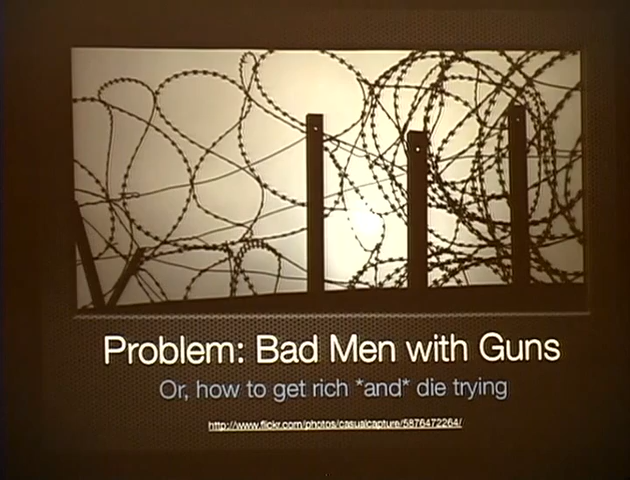 Problem: Bad Men with Guns
Or, how to get rich *and* die trying
http://www.flickr.com/photos/casualcapture/5876472264/